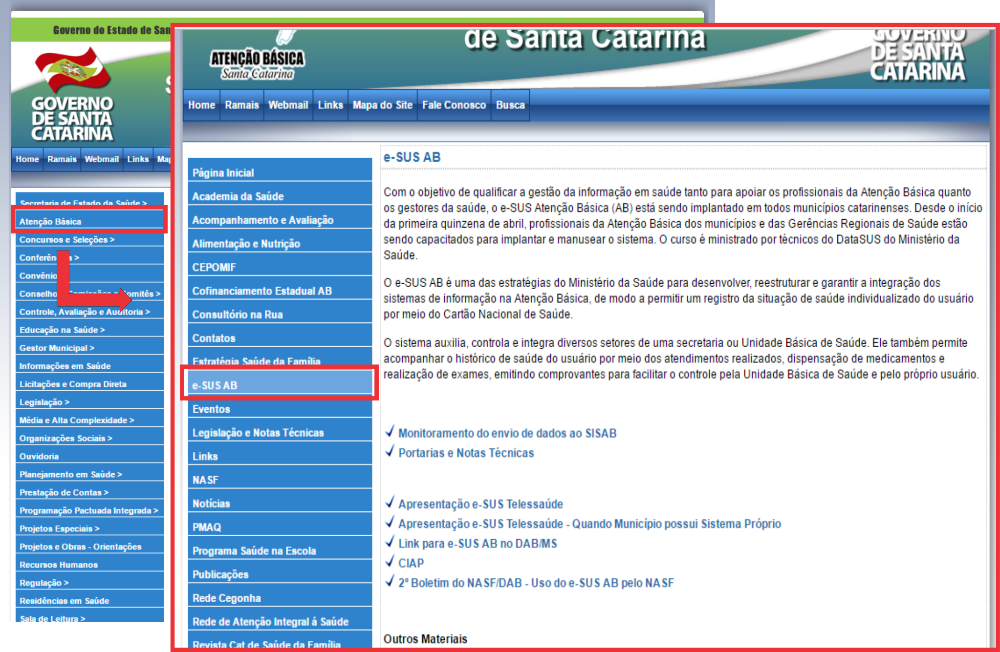 Governo do Estado de San
GOVERNO
DE SANTA
CATARINA
Home Ramais Webmail Links
Secretaria de Estado da Saúde >
Atenção Básica
Concursos e Seleções >
>
Controle, Avaliação e Auditoria >
Educação na Saúde >
Gestor Municipal >
Informações em Saúde
Licitações e Compra Direta
Legislação >
Média e Alta Complexidade >
Organizações Sociais >
Ouvidoria
Planejamento em Saúde >
Prestação de Contas >
Programação Pactuada Integrada >
Projetos Especiais >
Projetos e Obras - Orientações
Recursos Humanos
Regulação >
Residências em Saúde
Sala de Leitura >
ATENÇÃO BÁSICA
Santa Catarina
de Santa Catarina
GOVERNO
DE SANTA
CATARINA
Home Ramais Webmail Links Mapa do Site Fale Conosco Busca
Página Inicial
Academia da Saúde
Acompanhamento e Avaliação
Alimentação e Nutrição
CEPOMIF
Cofinanciamento Estadual AB
Consultório na Rua
Contatos
Estratégia Saúde da Família
e-SUS AB
Eventos
Legislação e Notas Técnicas
Links
NASF
Notícias
PMAQ
Programa Saúde na Escola
Publicações
Rede Cegonha
Rede de Atenção Integral á Saúde
Revista Cat de Saúde da Família
e-SUS AB
Com o objetivo de qualificar a gestão da informação em saúde tanto para apoiar os profissionais da Atenção Básica quanto
os gestores da saúde, o e-SUS Atenção Básica (AB) está sendo implantado em todos municípios catarinenses. Desde o início
da primeira quinzena de abril, profissionais da Atenção Básica dos municípios e das Gerências Regionais de Saúde estão
sendo capacitados para implantar e manusear o sistema. O curso é ministrado por técnicos do DataSUS do Ministério da
Saúde.
O e-SUS AB é uma das estratégias do Ministério da Saúde para desenvolver, reestruturar e garantir a integração dos
sistemas de informação na Atenção Básica, de modo a permitir um registro da situação de saúde individualizado do usuário
por meio do Cartão Nacional de Saúde.
O sistema auxilia, controla e integra diversos setores de uma secretaria ou Unidade Básica de Saúde. Ele também permite
acompanhar o histórico de saúde do usuário por meio dos atendimentos realizados, dispensação de medicamentos e
realização de exames, emitindo comprovantes para facilitar o controle pela Unidade Básica de Saúde e pelo próprio usuário.
Monitoramento do envio de dados ao SISAB
Portarias e Notas Técnicas
Apresentação e-SUS Telessaúde
Apresentação e-SUS Telessaúde - Quando Município possui Sistema Próprio
Link para e-SUS AB no DAB/MS
CIAP
2º Boletim do NASF/DAB - Uso do e-SUS AB pelo NASF
Outros Materiais